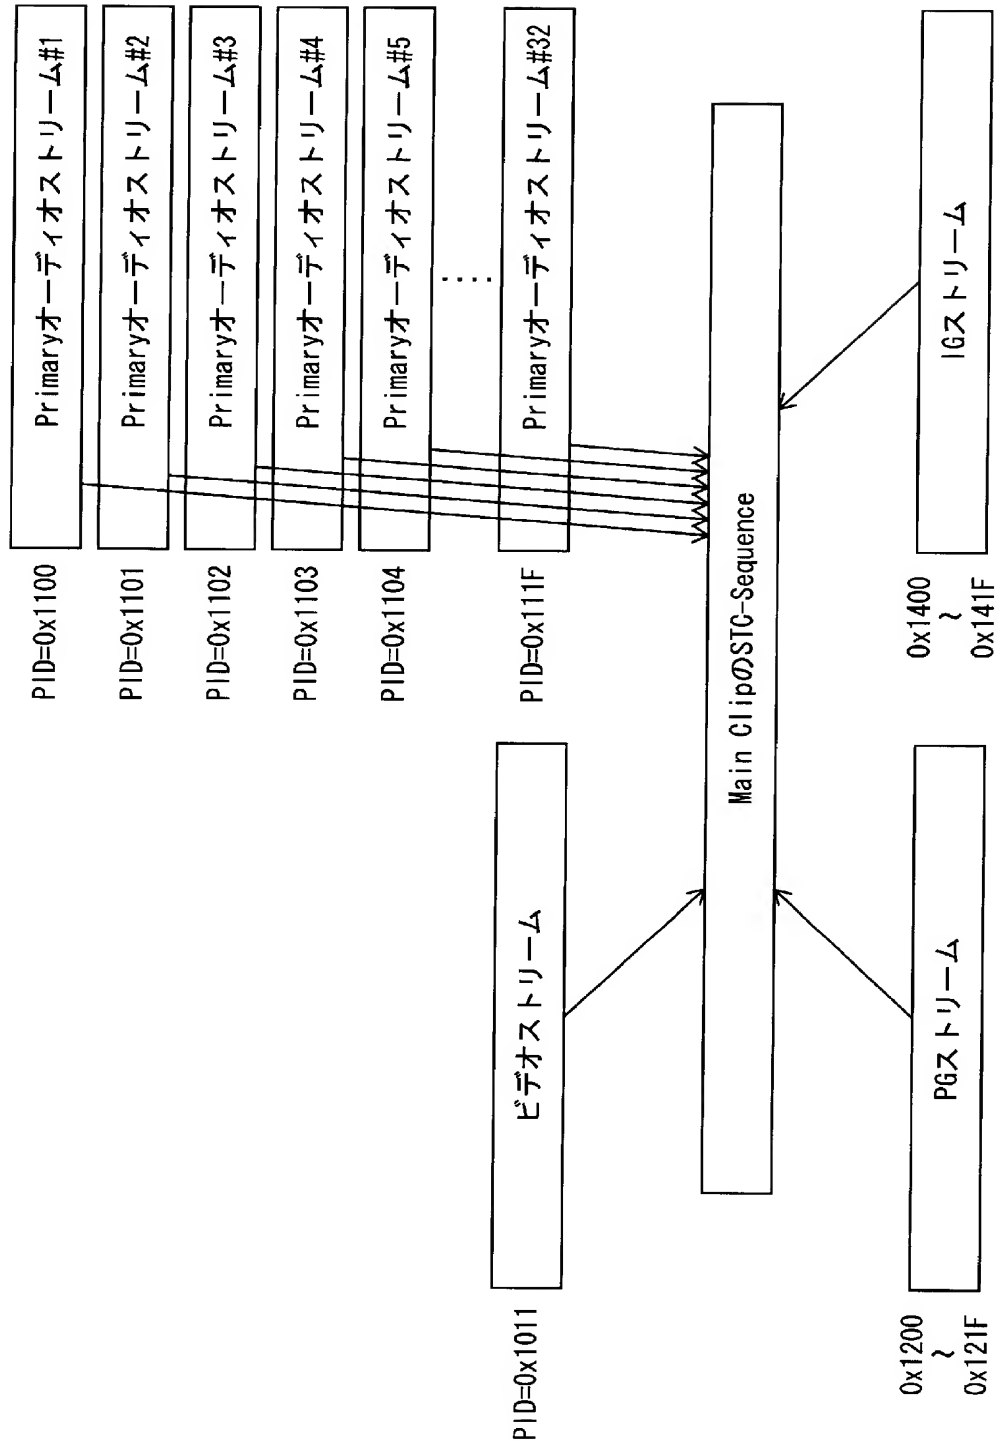 PID=0x1100
Primaryオーディオストリーム#1
PID=0x1101
Primaryオーディオストリーム#2
PID=0x1102
Primaryオーディオストリーム#3
PID=0x1103
Primaryオーディオストリーム#4
PID=0x1104
Primaryオーディオストリーム#5
.....
PID=0x1011
ビデオストリーム
PID=0x111F
Primaryオーディオストリーム#32
Main ClipのSTC-Sequence
0x1200
~
0x121F
PGストリーム
0x1400
~
0x141F
IGストリーム